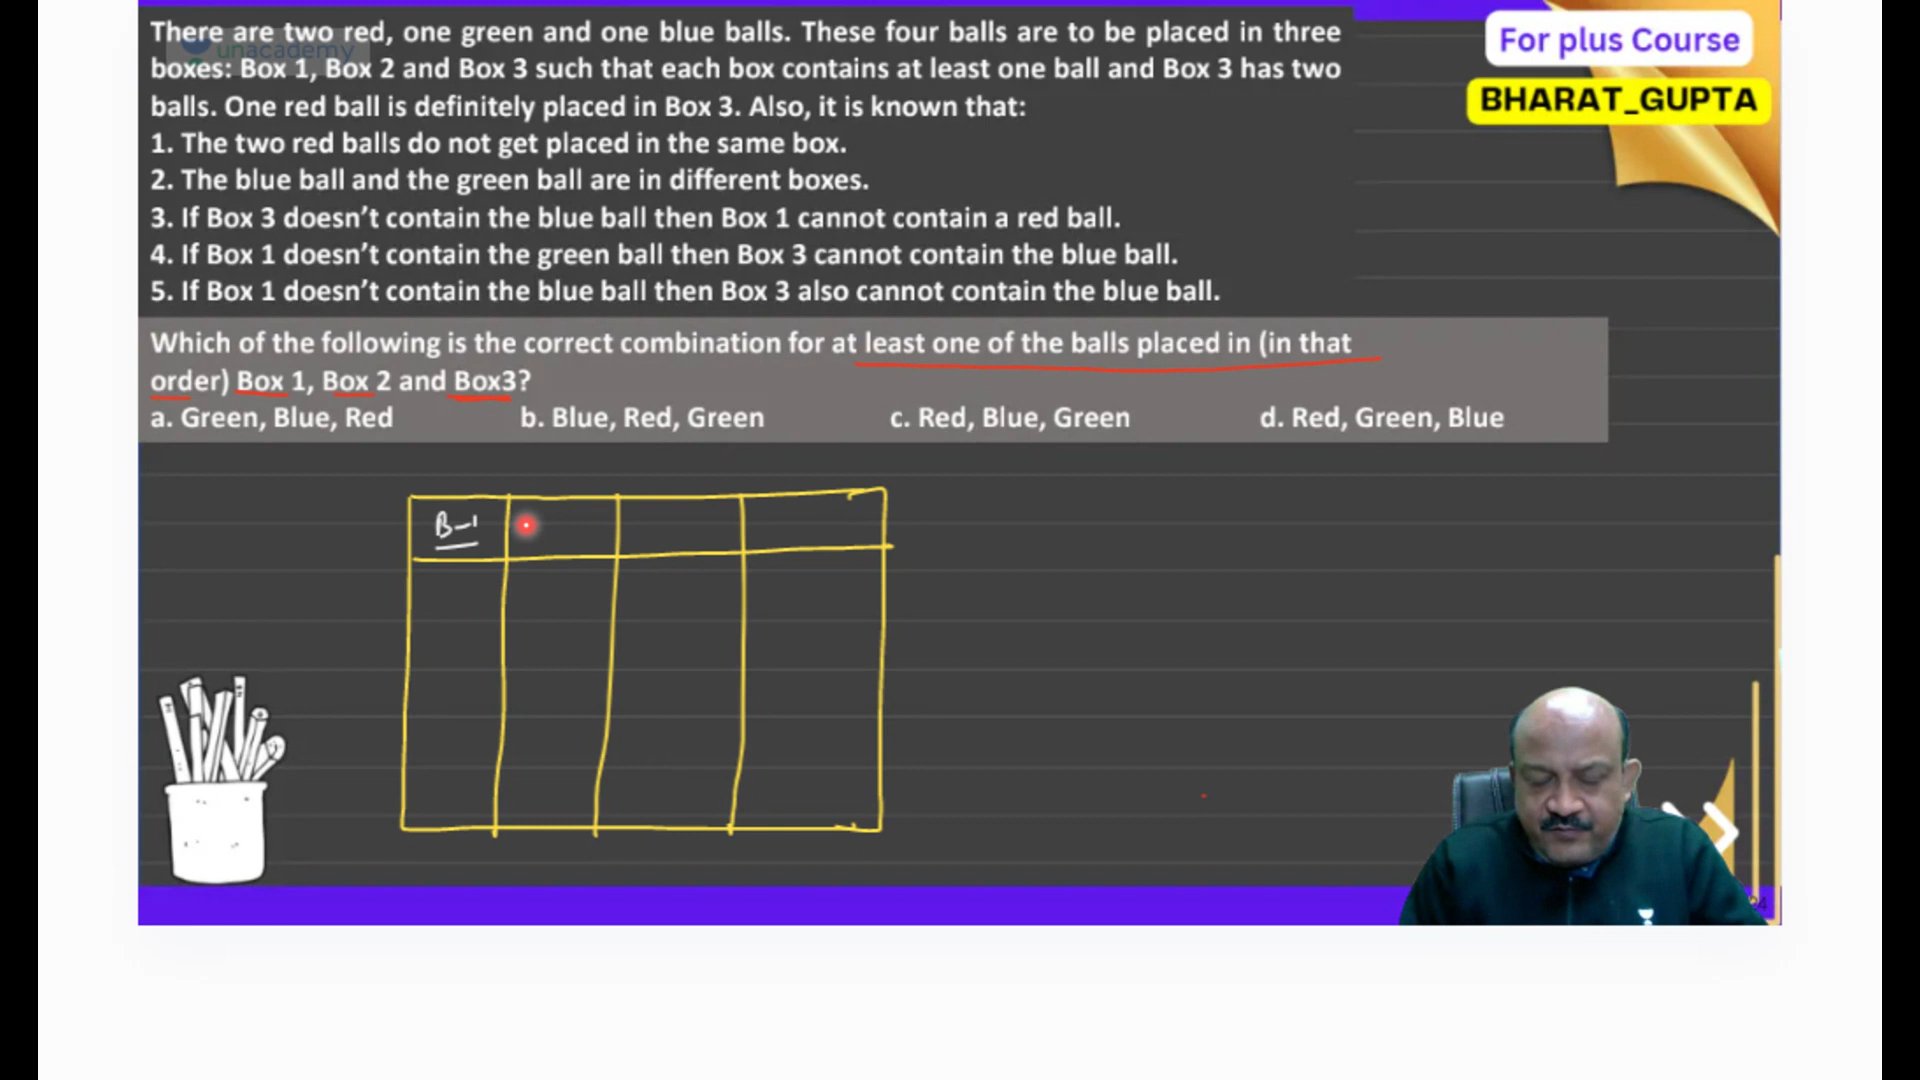 There are two red, one green and one blue balls. These four balls are to be placed in three
unacademy
boxes: Box 1, Box 2 and Box 3 such that each box contains at least one ball and Box 3 has two
balls. One red ball is definitely placed in Box 3. Also, it is known that:
1. The two red balls do not get placed in the same box.
2. The blue ball and the green ball are in different boxes.
3. If Box 3 doesn’t contain the blue ball then Box 1 cannot contain a red ball.
4. If Box 1 doesn’t contain the green ball then Box 3 cannot contain the blue ball.
5. If Box 1 doesn’t contain the blue ball then Box 3 also cannot contain the blue ball.
For plus Course
BHARAT_GUPTA
Which of the following is the correct combination for at least one of the balls placed in (in that
order) Box 1, Box 2 and Box3?
a. Green, Blue, Red b. Blue, Red, Green c. Red, Blue, Green d. Red, Green, Blue
B-1